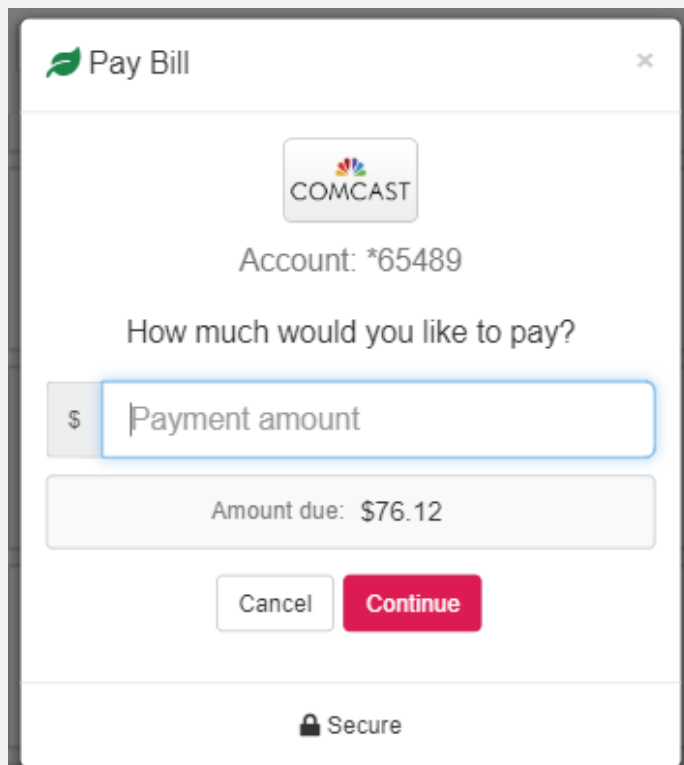 Pay Bill ×
COMCAST
Account: *65489
How much would you like to pay?
$ Payment amount
Amount due: $76.12
Cancel Continue
Secure